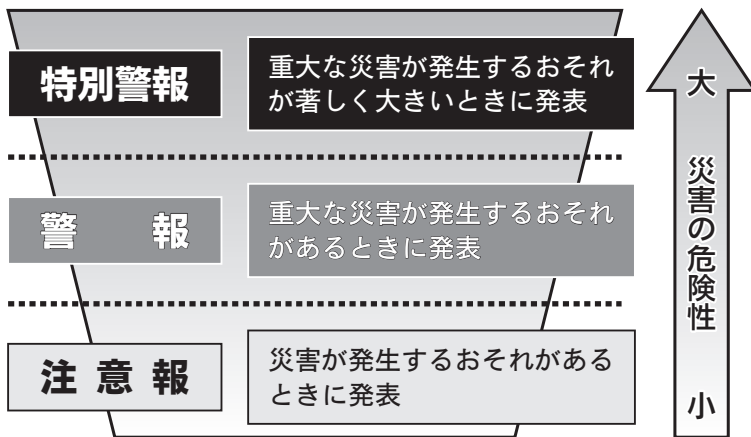 特別警報
重大な災害が発生するおそれ
が著しく大きいときに発表
警報
重大な災害が発生するおそれ
があるときに発表
注意報
災害が発生するおそれがある
ときに発表
大
災害の危険性
小